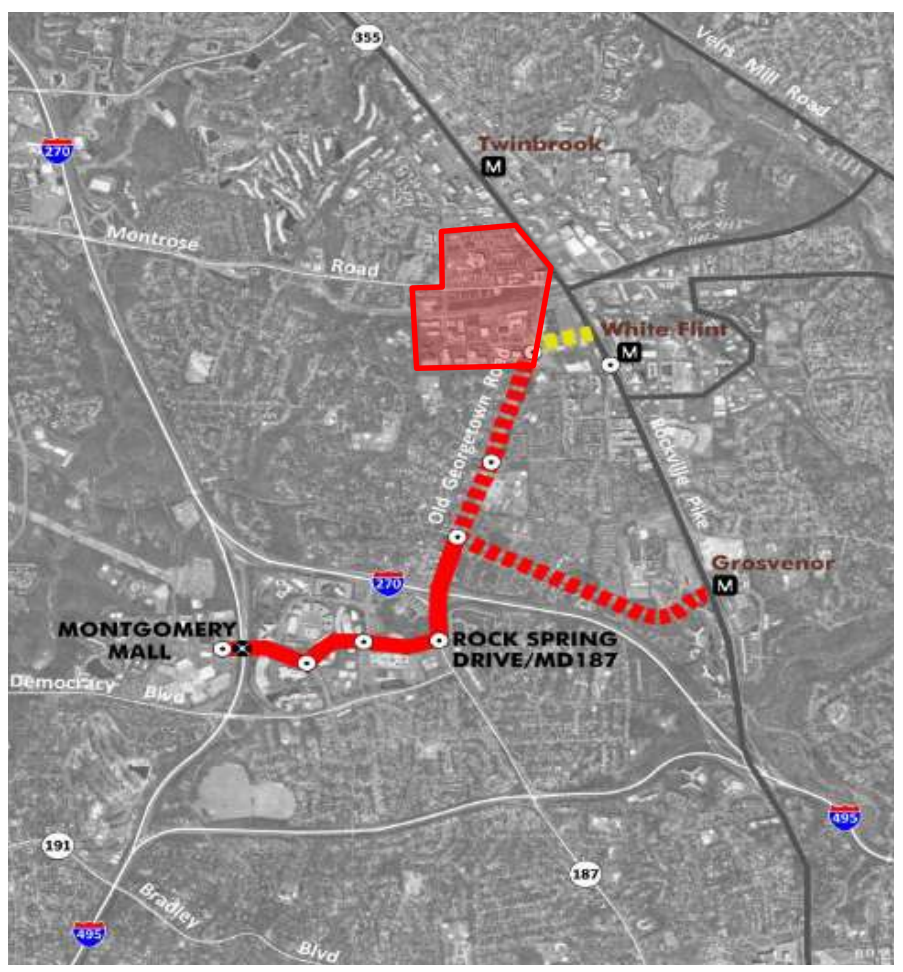 355
Veirs Mill Road
270
Twinbrook
M
Montrose
Road
White Flint
M
Old Georgetown Road
Rockville Pike
Grosvenor
M
270
MONTGOMERY
MALL
ROCK SPRING
DRIVE/MD187
Democracy Blvd
495
191
187
Bradley
Blvd
495